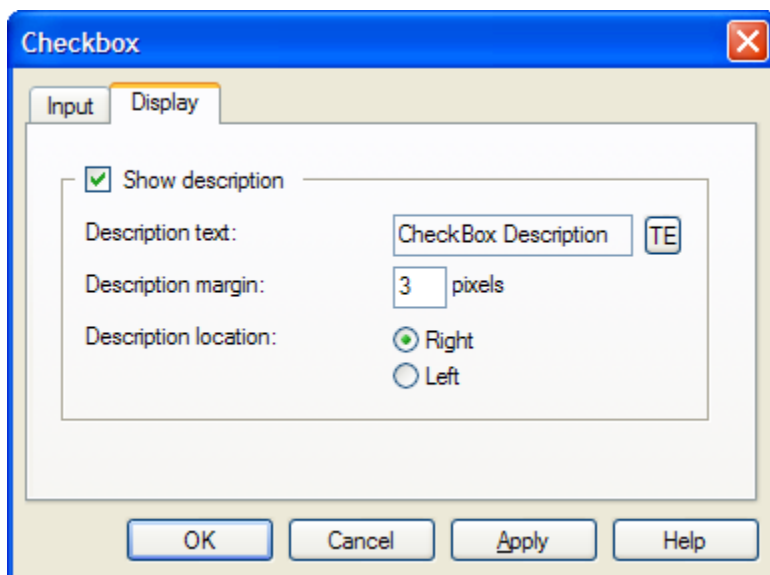 Checkbox
Input Display
Show description
Description text: CheckBox Description TE
Description margin: 3 pixels
Description location: Right
Left
OK Cancel Apply Help